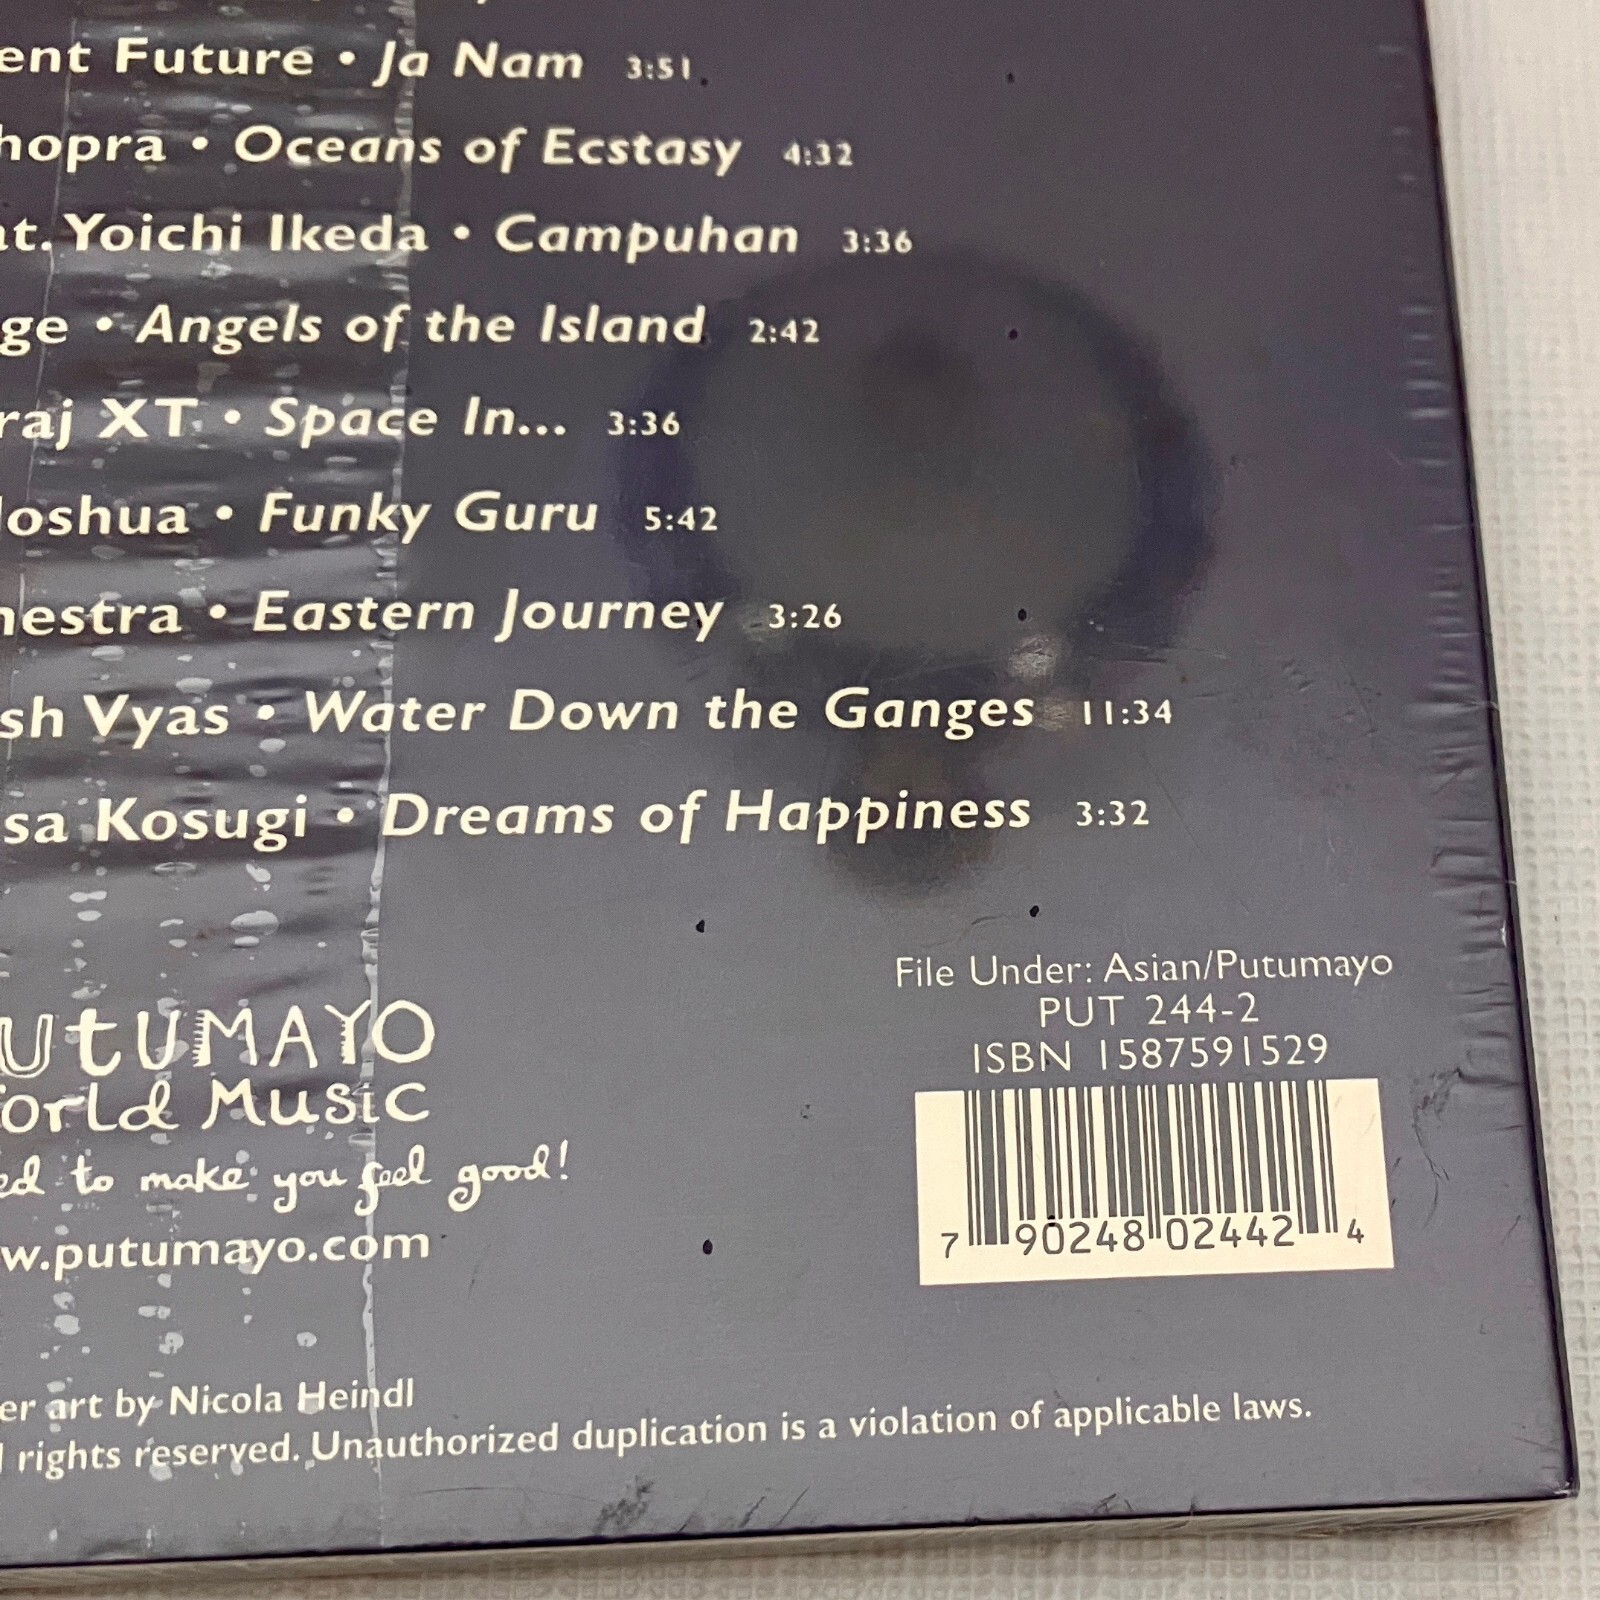 ent Future • Ja Nam 3:51
hopra • Oceans of Ecstasy 4:32
at. Yoichi Ikeda • Campuhan 3:36
ge • Angels of the Island 2:42
raj XT • Space In... 3:36
Joshua • Funky Guru 5:42
hestra • Eastern Journey 3:26
sh Vyas • Water Down the Ganges 11:34
sa Kosugi • Dreams of Happiness 3:32
File Under: Asian/Putumayo
PUT 244-2
ISBN 1587591529
7 90248 02442 4
UTUMAYO
orld Music
ed to make you feel good!
w.putumayo.com
er art by Nicola Heindl
l rights reserved. Unauthorized duplication is a violation of applicable laws.